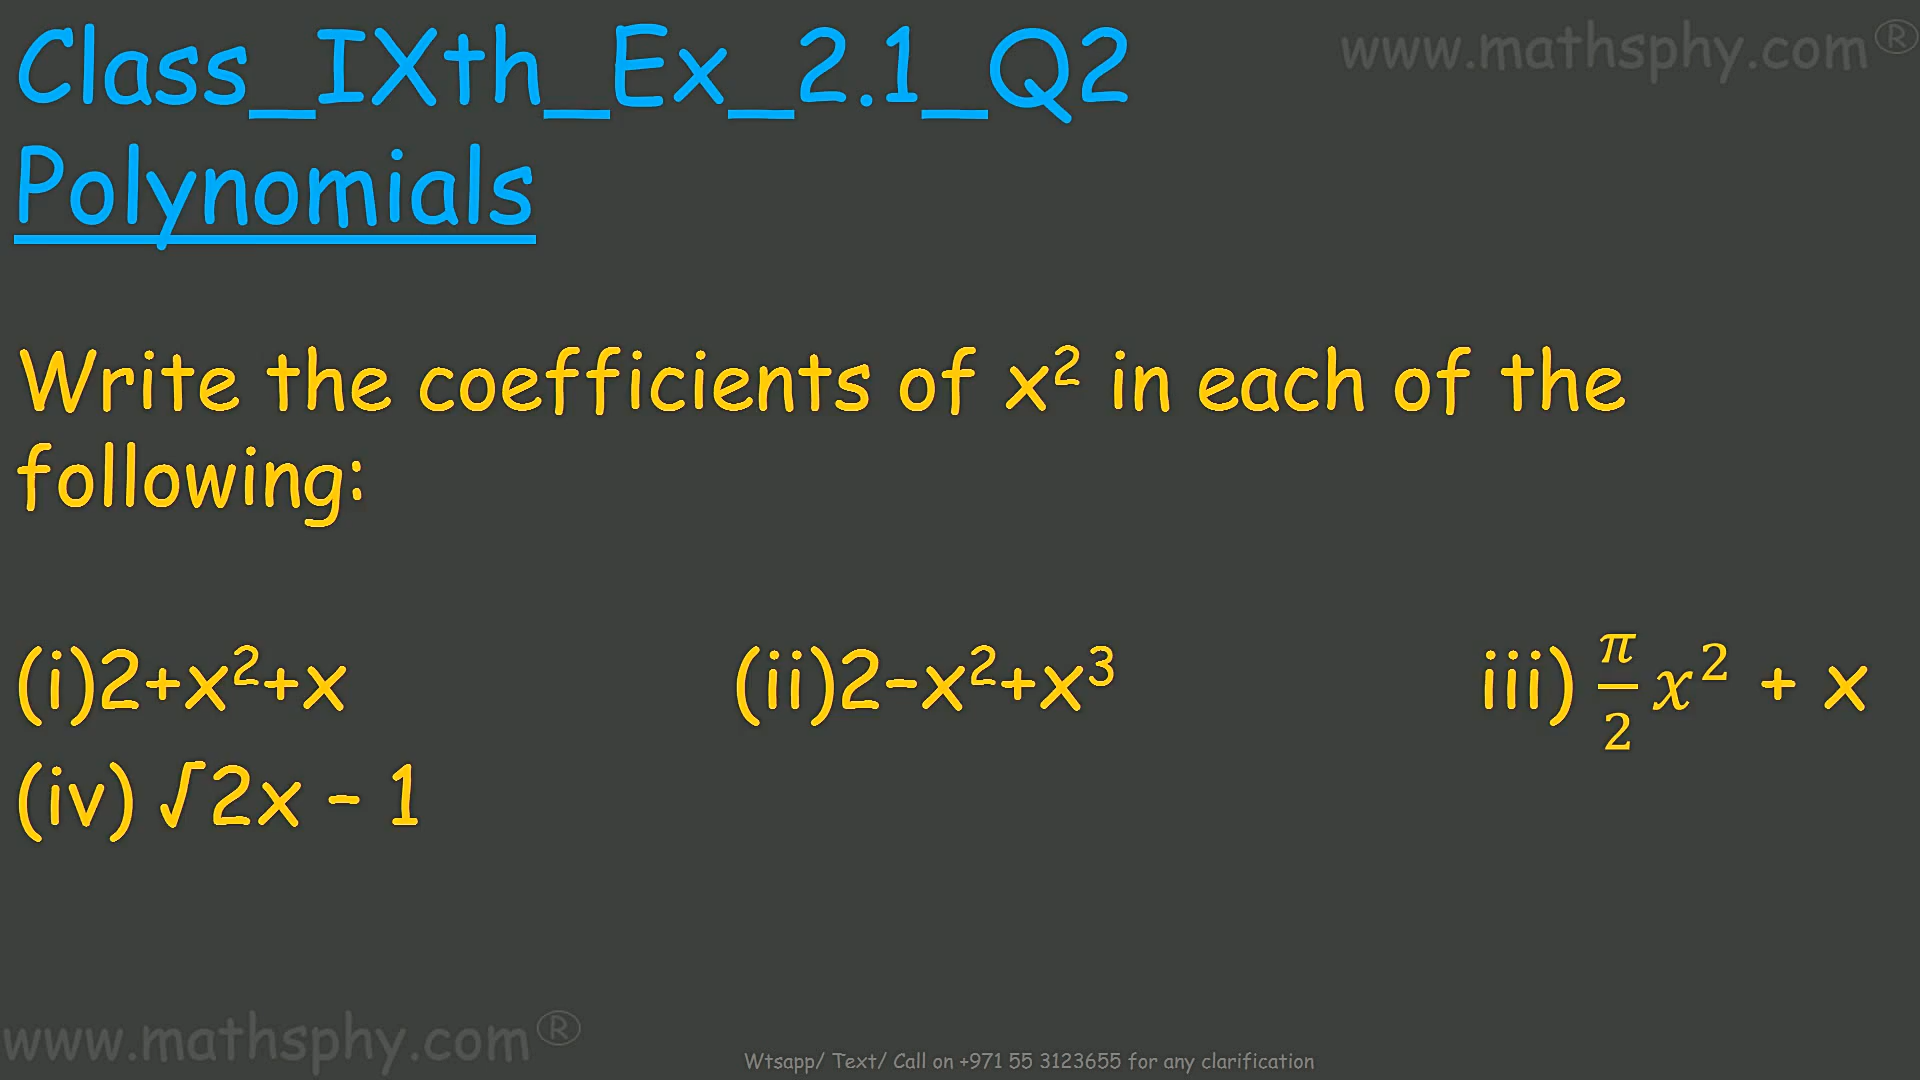 Class_IXth_Ex_2.1_Q2
www.mathsphy.com®
Polynomials
Write the coefficients of x² in each of the
following:
(i)2+x²+x (ii)2–x²+x³ iii) π/2 x² + x
(iv) √2x – 1
www.mathsphy.com®
Wtsapp/ Text/ Call on +971 55 3123655 for any clarification